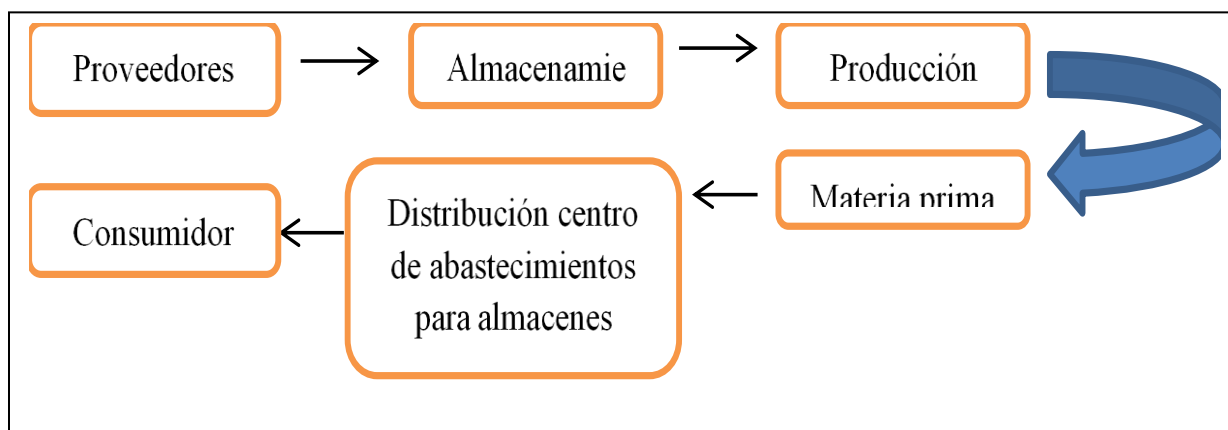 Proveedores
Almacenamie
Producción
Materia prima
Distribución centro
de abastecimientos
para almacenes
Consumidor